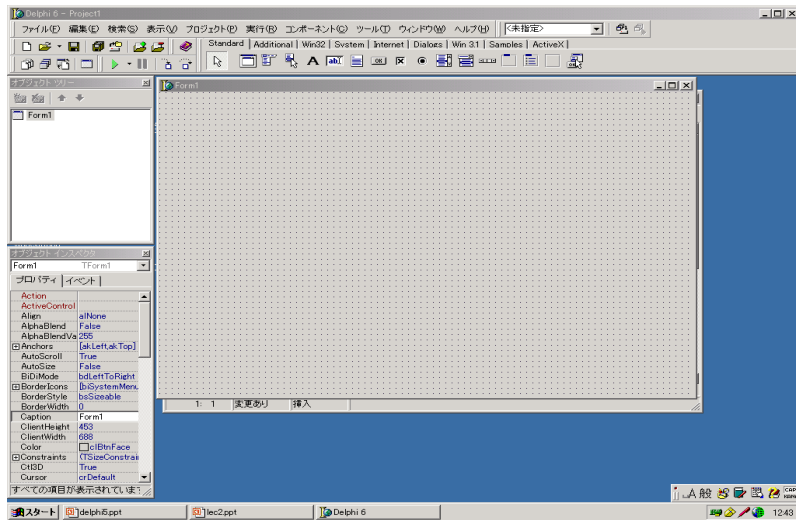 Delphi 6 - Project1
ファイル(F) 編集(E) 検索(S) 表示(V) プロジェクト(P) 実行(R) コンポーネント(C) ツール(T) ウィンドウ(W) ヘルプ(H) <未指定>
Standard Additional Win32 System Internet Dialogs Win 3.1 Samples ActiveX
オブジェクト ツリー
Form1
Form1
オブジェクト インスペクタ
Form1 TForm1
プロパティ イベント
Action
ActiveControl
Align alNone
AlphaBlend False
AlphaBlendVa 255
Anchors [akLeft,akTop]
AutoScroll True
AutoSize False
BiDiMode bdLeftToRight
BorderIcons [biSystemMenu,
BorderStyle bsSizeable
BorderWidth 0
Caption Form1
ClientHeight 453
ClientWidth 688
Color clBtnFace
Constraints (TSizeConstrai
Ctl3D True
Cursor crDefault
すべての項目が表示されていま
1: 1 変更あり 挿入
A 般 CAP
スタート delphi5.ppt lec2.ppt Delphi 6 12:43